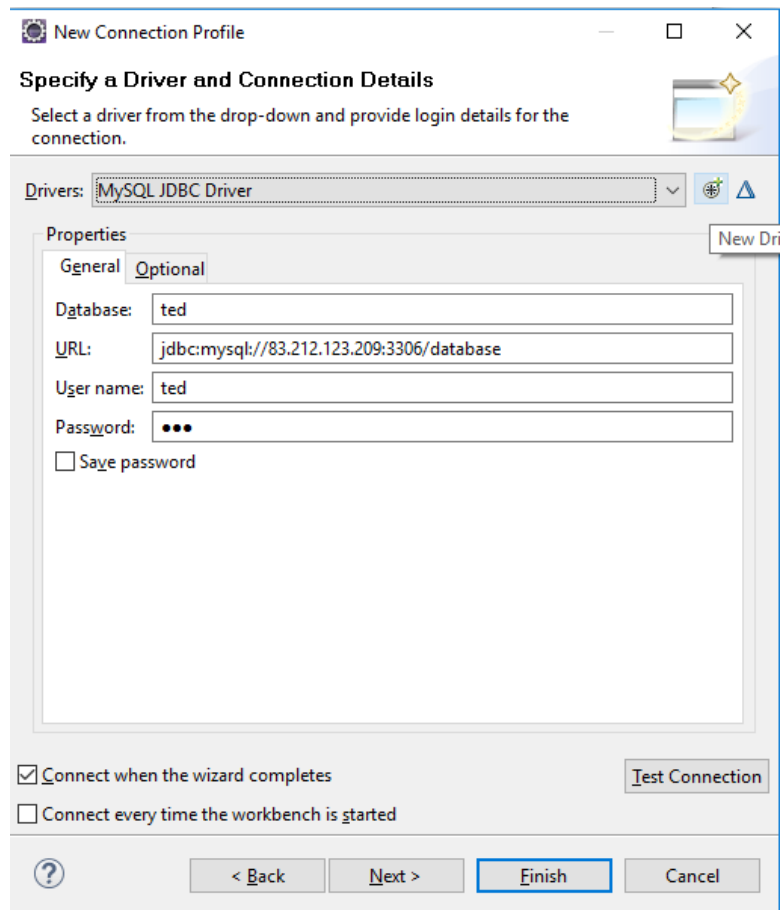 New Connection Profile
Specify a Driver and Connection Details
Select a driver from the drop-down and provide login details for the
connection.
Drivers: MySQL JDBC Driver
New Dri
Properties
General Optional
Database: ted
URL: jdbc:mysql://83.212.123.209:3306/database
User name: ted
Password: ●●●
Save password
Connect when the wizard completes
Test Connection
Connect every time the workbench is started
? < Back Next > Finish Cancel